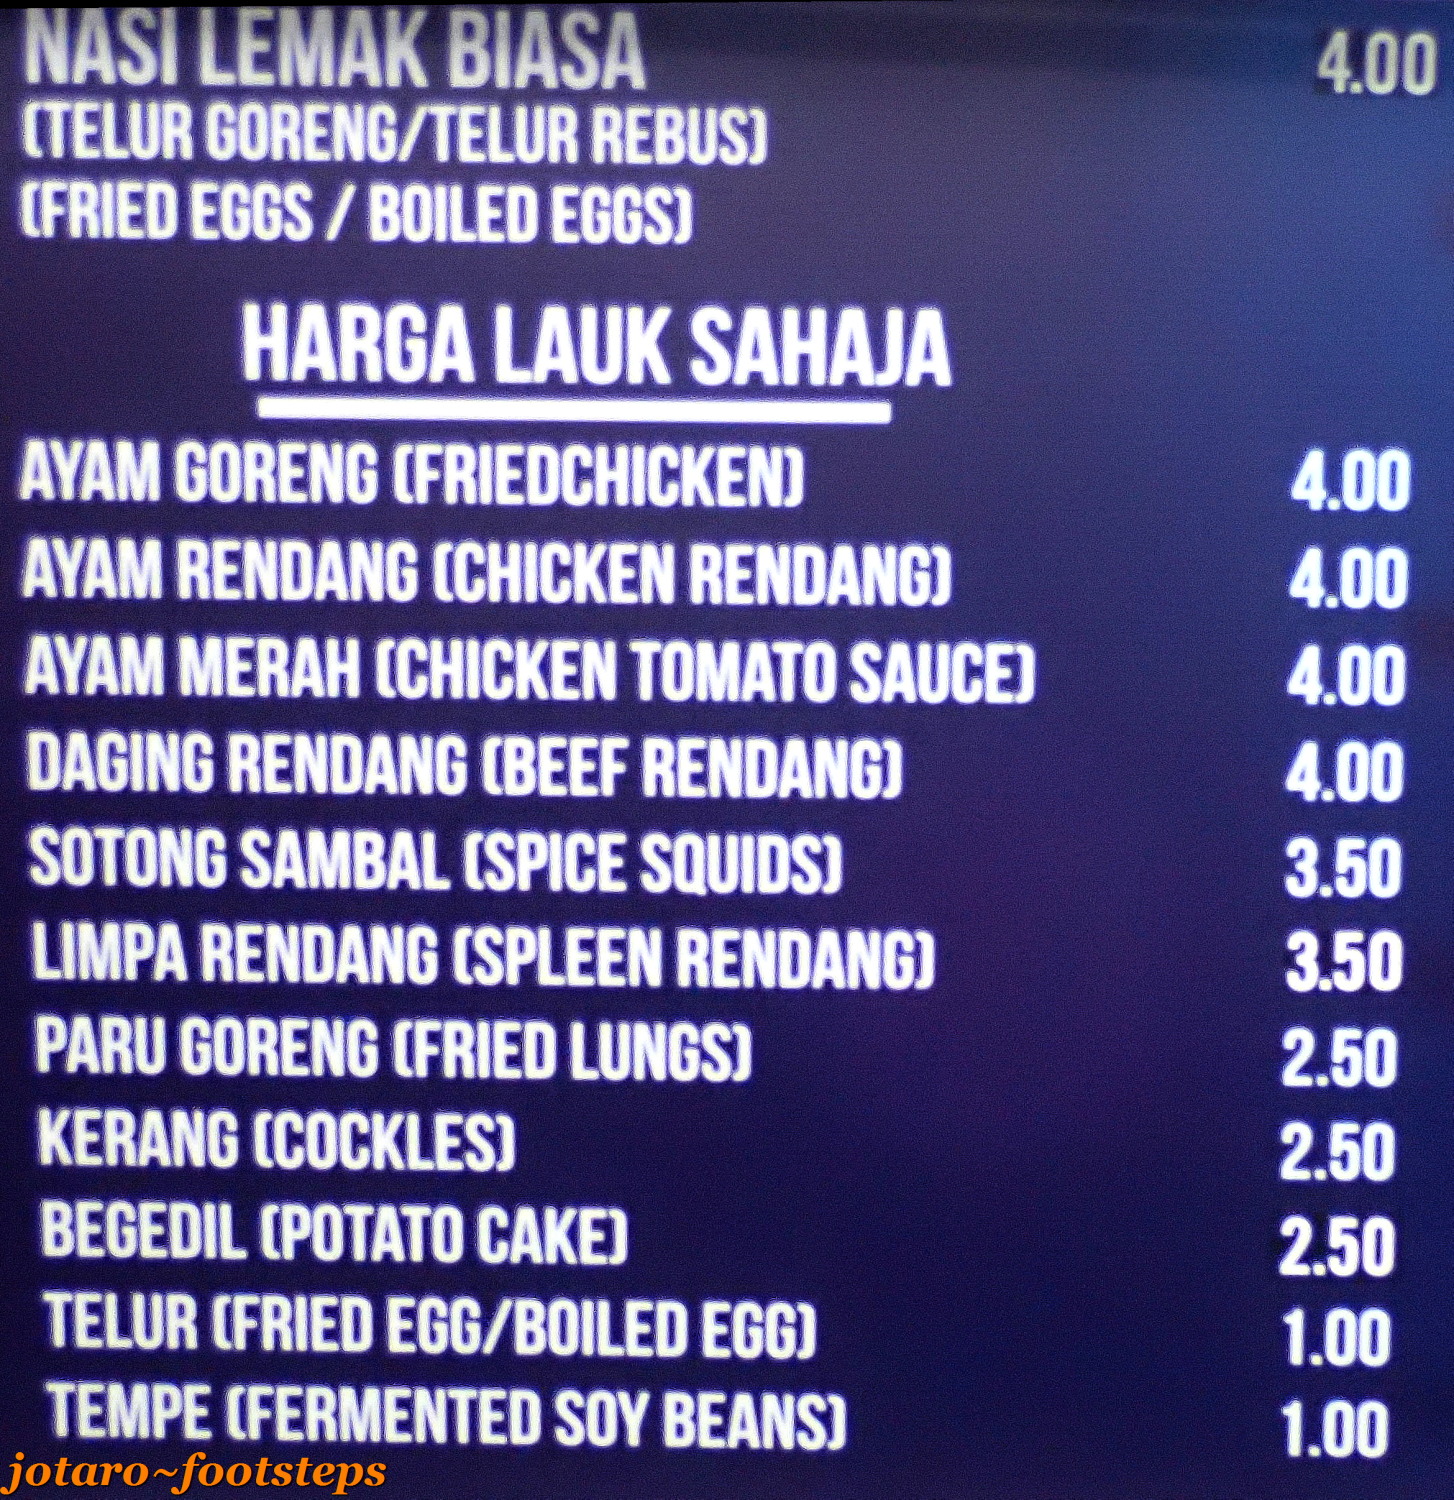 NASI LEMAK BIASA 4.00
(TELUR GORENG/TELUR REBUS)
(FRIED EGGS / BOILED EGGS)
HARGA LAUK SAHAJA
AYAM GORENG (FRIEDCHICKEN) 4.00
AYAM RENDANG (CHICKEN RENDANG) 4.00
AYAM MERAH (CHICKEN TOMATO SAUCE) 4.00
DAGING RENDANG (BEEF RENDANG) 4.00
SOTONG SAMBAL (SPICE SQUIDS) 3.50
LIMPA RENDANG (SPLEEN RENDANG) 3.50
PARU GORENG (FRIED LUNGS) 2.50
KERANG (COCKLES) 2.50
BEGEDIL (POTATO CAKE) 2.50
TELUR (FRIED EGG/BOILED EGG) 1.00
TEMPE (FERMENTED SOY BEANS) 1.00
jotaro~footsteps